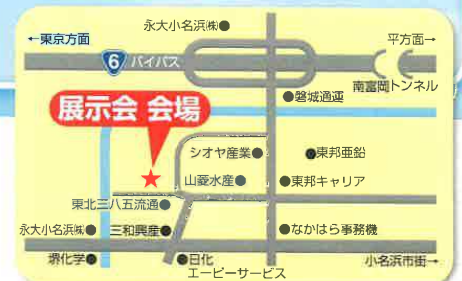 永大小名浜㈱●
←東京方面
平方面→
6 バイパス
南富岡トンネル
●磐城通運
展示会 会場
シオヤ産業●
●東邦亜鉛
山菱水産●
●東邦キャリア
東北三八五流通●
永大小名浜㈱●
三和興産●
●なかはら事務機
堺化学●
●日化
エービーサービス
小名浜市街→